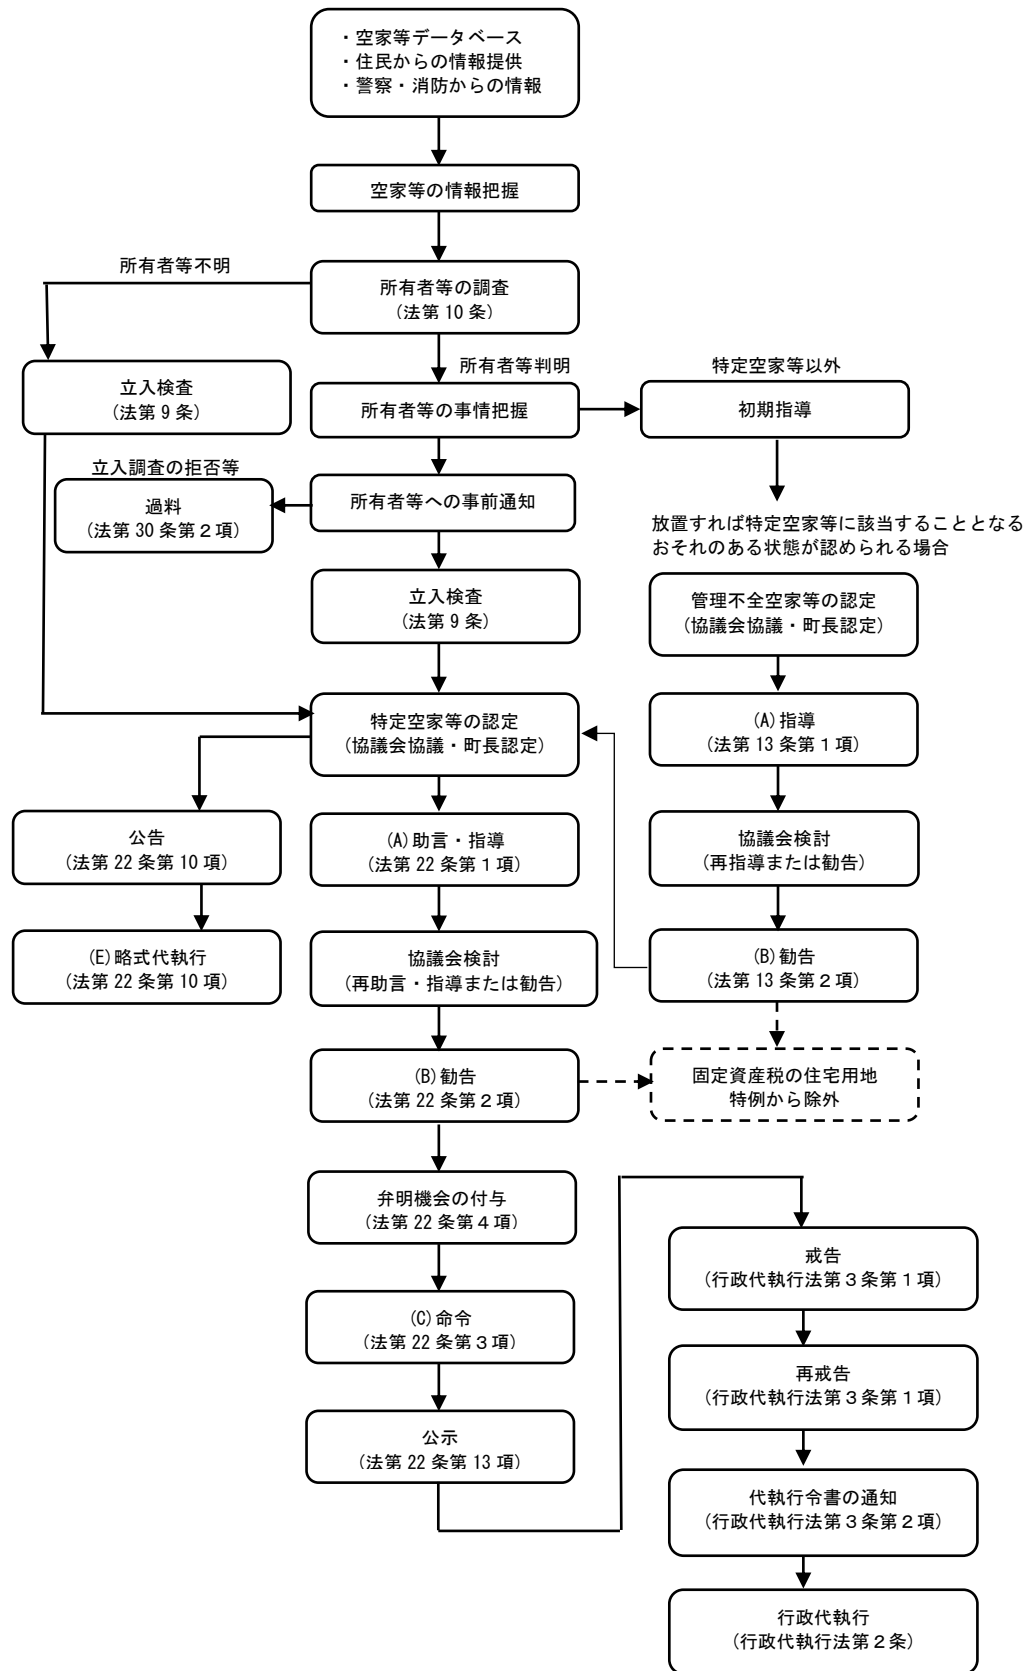 ・空家等データベース
・住民からの情報提供
・警察・消防からの情報
空家等の情報把握
所有者等不明
所有者等の調査
(法第 10 条)
立入検査
(法第 9 条)
所有者等判明
所有者等の事情把握
特定空家等以外
初期指導
立入調査の拒否等
過料
(法第 30 条第２項)
所有者等への事前通知
放置すれば特定空家等に該当することとなる
おそれのある状態が認められる場合
立入検査
(法第 9 条)
管理不全空家等の認定
(協議会協議・町長認定)
特定空家等の認定
(協議会協議・町長認定)
(A)指導
(法第 13 条第１項)
公告
(法第 22 条第 10 項)
(A)助言・指導
(法第 22 条第１項)
協議会検討
(再指導または勧告)
(E)略式代執行
(法第 22 条第 10 項)
協議会検討
(再助言・指導または勧告)
(B)勧告
(法第 13 条第２項)
(B)勧告
(法第 22 条第２項)
固定資産税の住宅用地
特例から除外
弁明機会の付与
(法第 22 条第４項)
戒告
(行政代執行法第３条第１項)
(C)命令
(法第 22 条第３項)
再戒告
(行政代執行法第３条第１項)
公示
(法第 22 条第 13 項)
代執行令書の通知
(行政代執行法第３条第２項)
行政代執行
(行政代執行法第２条)